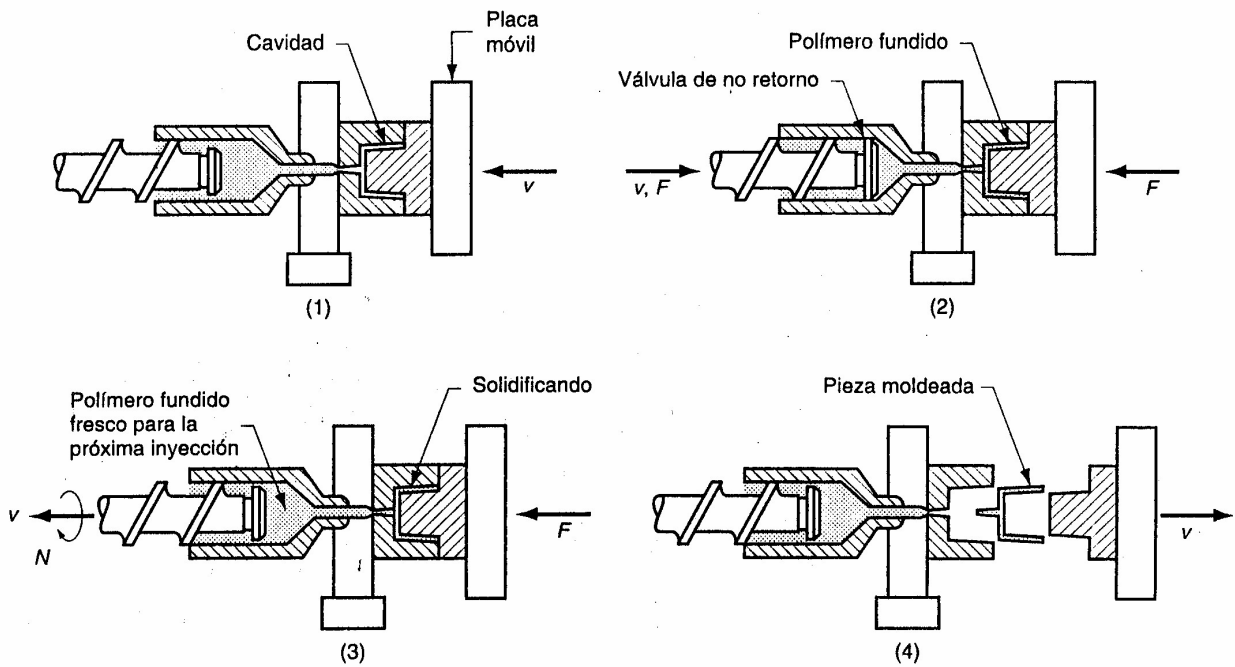 Placa
móvil
Cavidad
v
(1)
Polímero fundido
Válvula de no retorno
v, F
F
(2)
Solidificando
Polímero fundido
fresco para la
próxima inyección
v
N
F
(3)
Pieza moldeada
v
(4)